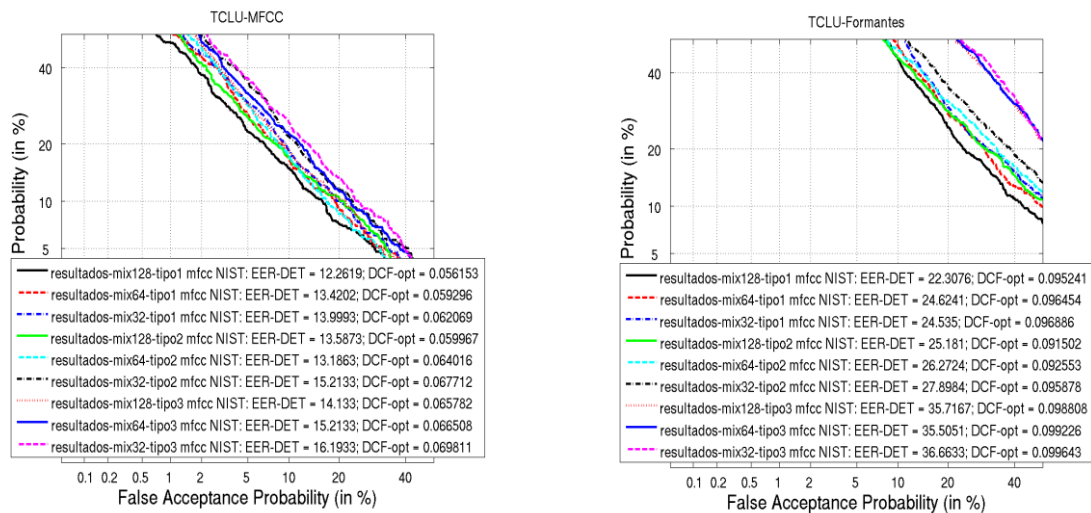 TCLU-MFCC
40
20
10
5
Probability (in %)
resultados-mix128-tipo1 mfcc NIST: EER-DET = 12.2619; DCF-opt = 0.056153
resultados-mix64-tipo1 mfcc NIST: EER-DET = 13.4202; DCF-opt = 0.059296
resultados-mix32-tipo1 mfcc NIST: EER-DET = 13.9993; DCF-opt = 0.062069
resultados-mix128-tipo2 mfcc NIST: EER-DET = 13.5873; DCF-opt = 0.059967
resultados-mix64-tipo2 mfcc NIST: EER-DET = 13.1863; DCF-opt = 0.064016
resultados-mix32-tipo2 mfcc NIST: EER-DET = 15.2133; DCF-opt = 0.067712
resultados-mix128-tipo3 mfcc NIST: EER-DET = 14.133; DCF-opt = 0.065782
resultados-mix64-tipo3 mfcc NIST: EER-DET = 15.2133; DCF-opt = 0.066508
resultados-mix32-tipo3 mfcc NIST: EER-DET = 16.1933; DCF-opt = 0.069811
0.1 0.2 0.5 1 2 5 10 20 40
False Acceptance Probability (in %)
TCLU-Formantes
40
20
10
5
Probability (in %)
resultados-mix128-tipo1 mfcc NIST: EER-DET = 22.3076; DCF-opt = 0.095241
resultados-mix64-tipo1 mfcc NIST: EER-DET = 24.6241; DCF-opt = 0.096454
resultados-mix32-tipo1 mfcc NIST: EER-DET = 24.535; DCF-opt = 0.096886
resultados-mix128-tipo2 mfcc NIST: EER-DET = 25.181; DCF-opt = 0.091502
resultados-mix64-tipo2 mfcc NIST: EER-DET = 26.2724; DCF-opt = 0.092553
resultados-mix32-tipo2 mfcc NIST: EER-DET = 27.8984; DCF-opt = 0.095878
resultados-mix128-tipo3 mfcc NIST: EER-DET = 35.7167; DCF-opt = 0.098808
resultados-mix64-tipo3 mfcc NIST: EER-DET = 35.5051; DCF-opt = 0.099226
resultados-mix32-tipo3 mfcc NIST: EER-DET = 36.6633; DCF-opt = 0.099643
0.1 0.2 0.5 1 2 5 10 20 40
False Acceptance Probability (in %)